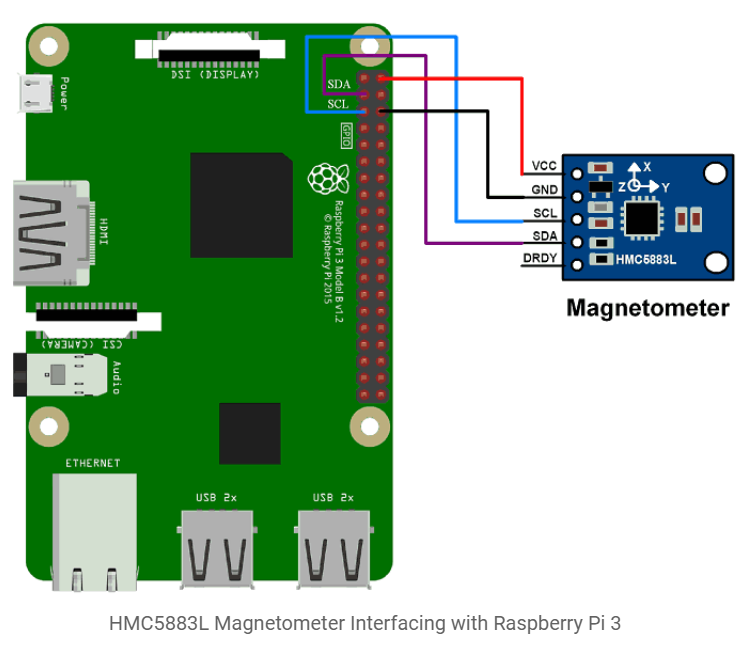 DSI (DISPLAY)
Power
SDA
SCL
GPIO
HDMI
Raspberry Pi 3 Model B v1.2
© Raspberry Pi 2015
CSI (CAMERA)
Audio
ETHERNET
USB 2x
USB 2x
VCC
GND
SCL
SDA
DRDY
X
Z
Y
HMC5883L
Magnetometer
HMC5883L Magnetometer Interfacing with Raspberry Pi 3